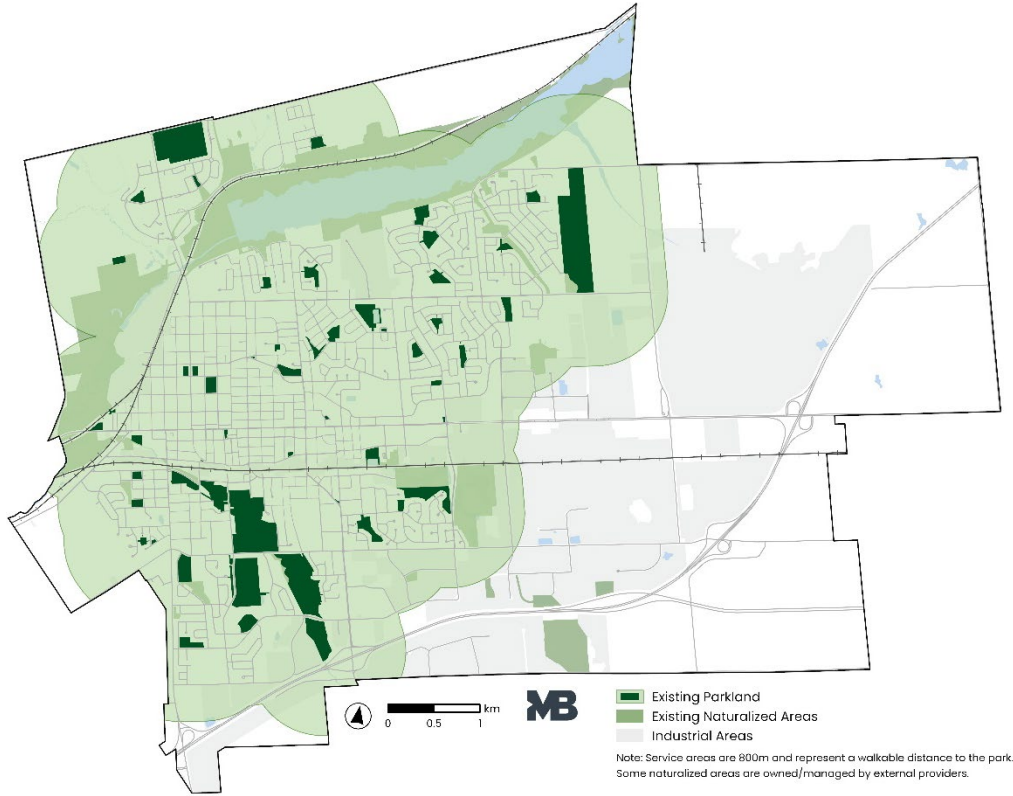 0 0.5 1 km
MB
Existing Parkland
Existing Naturalized Areas
Industrial Areas
Note: Service areas are 800m and represent a walkable distance to the park.
Some naturalized areas are owned/managed by external providers.